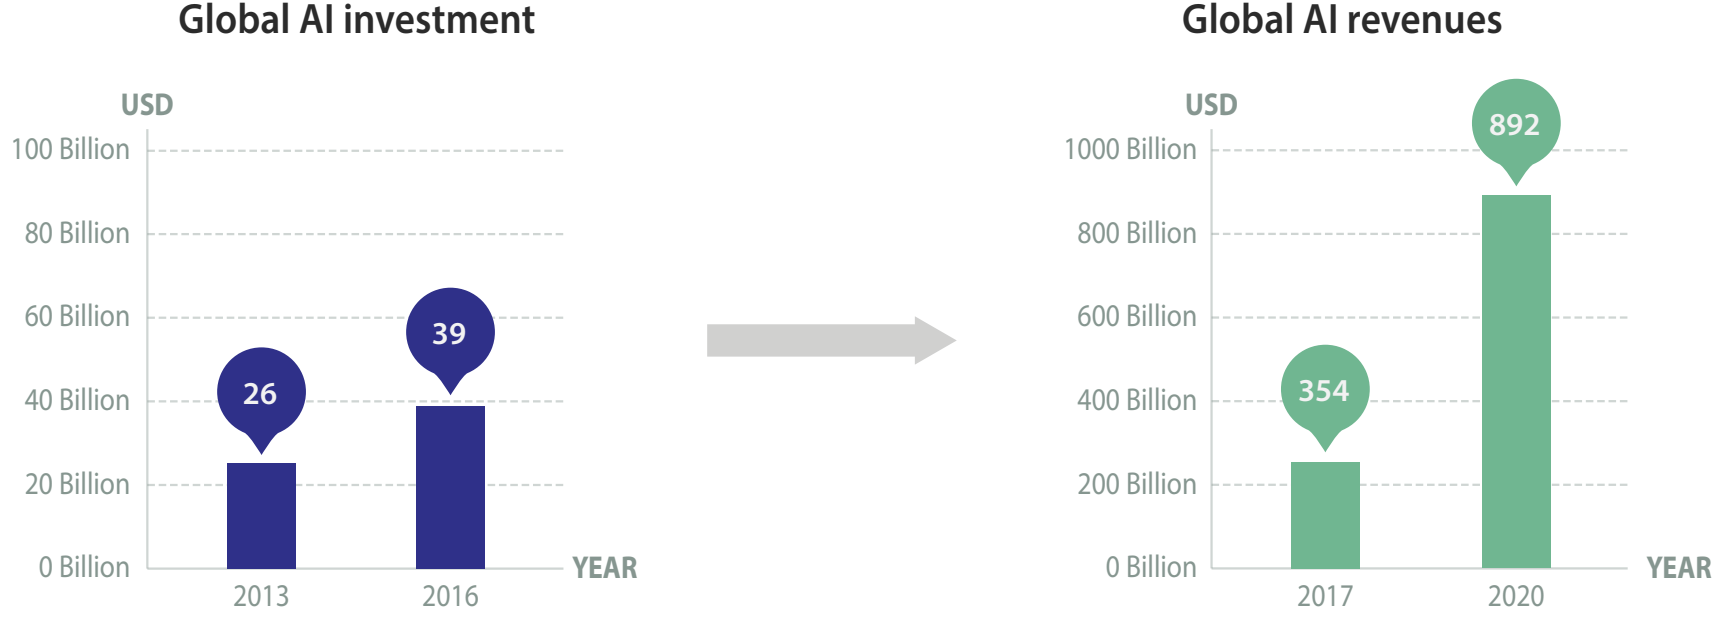 Global AI investment
USD
100 Billion
80 Billion
60 Billion
40 Billion
20 Billion
0 Billion
26
39
2013
2016
YEAR
Global AI revenues
USD
1000 Billion
800 Billion
600 Billion
400 Billion
200 Billion
0 Billion
354
892
2017
2020
YEAR